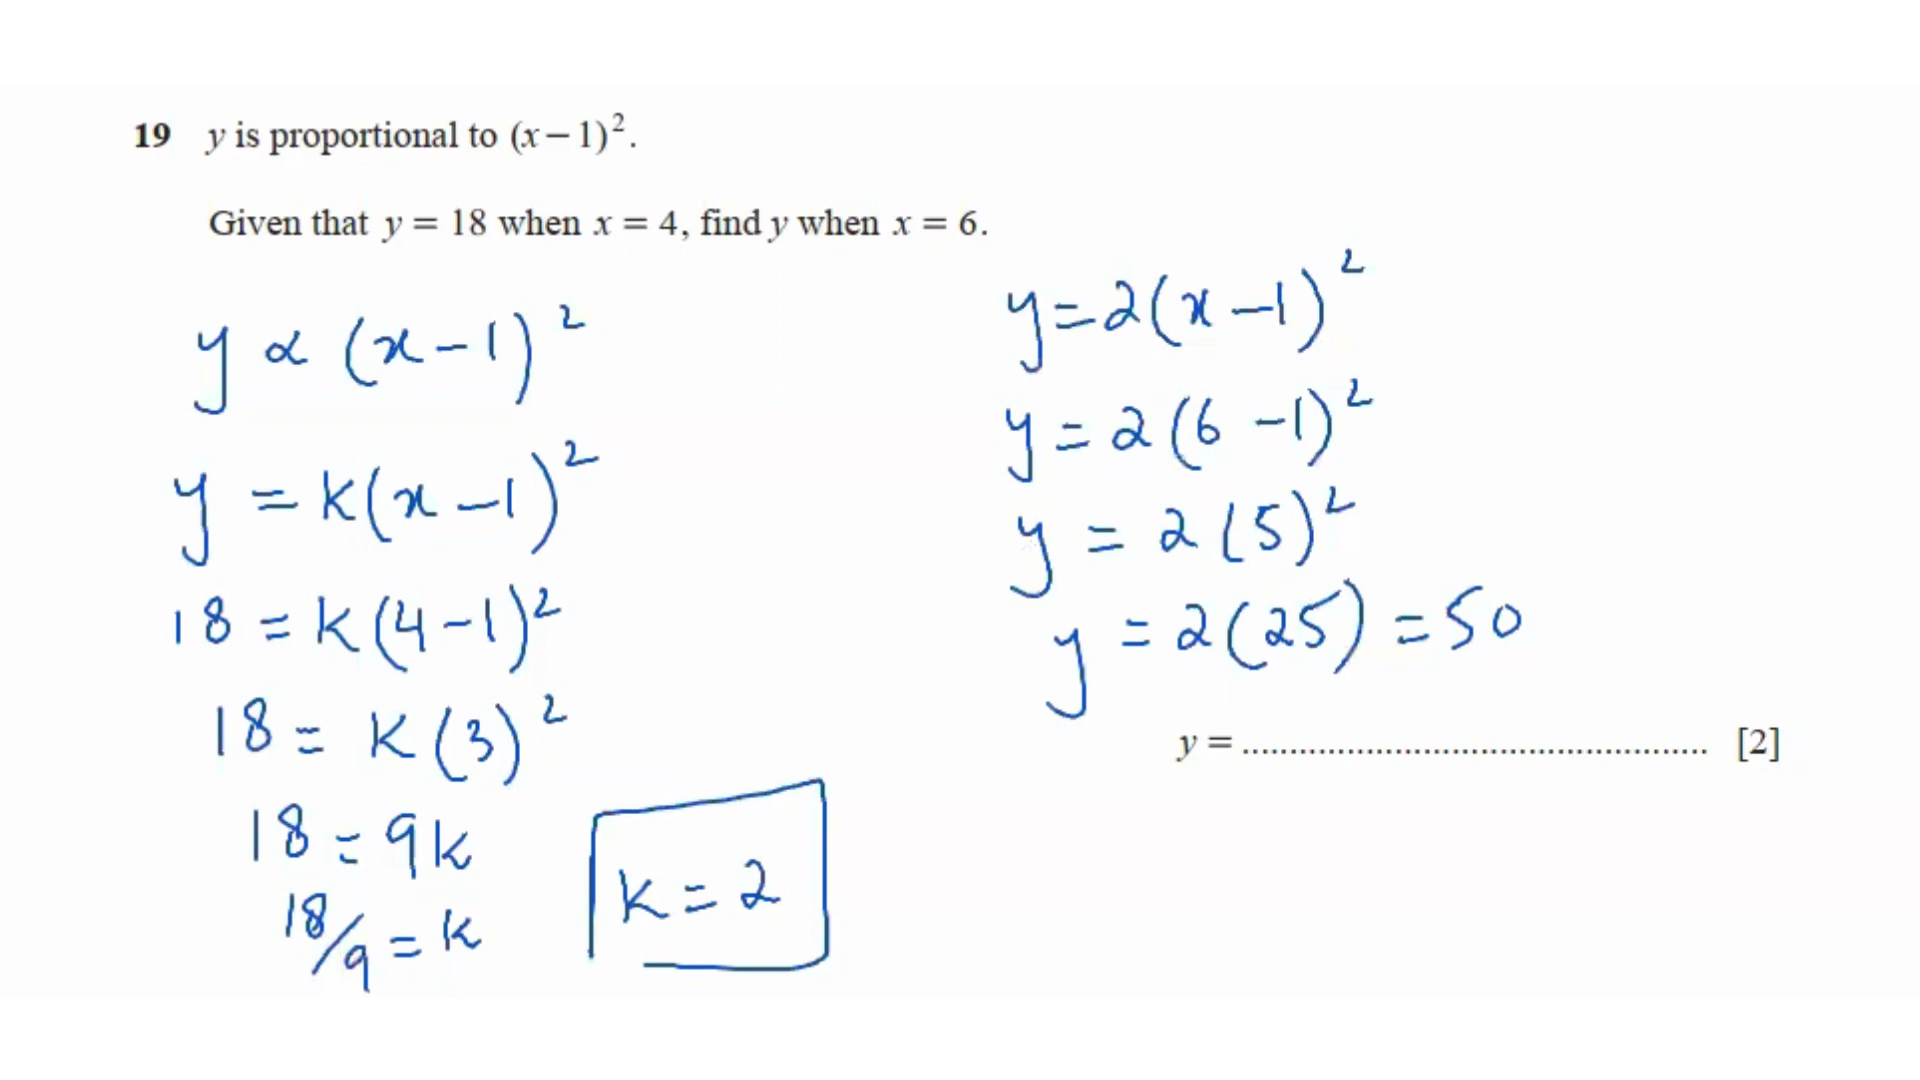 19 y is proportional to (x − 1)².
Given that y = 18 when x = 4, find y when x = 6.
y ∝ (x − 1)²
y = k(x − 1)²
18 = k(4 − 1)²
18 = k(3)²
18 = 9k
18/9 = k
k = 2
y = 2(x − 1)²
y = 2(6 − 1)²
y = 2(5)²
y = 2(25) = 50
y = ................................................ [2]